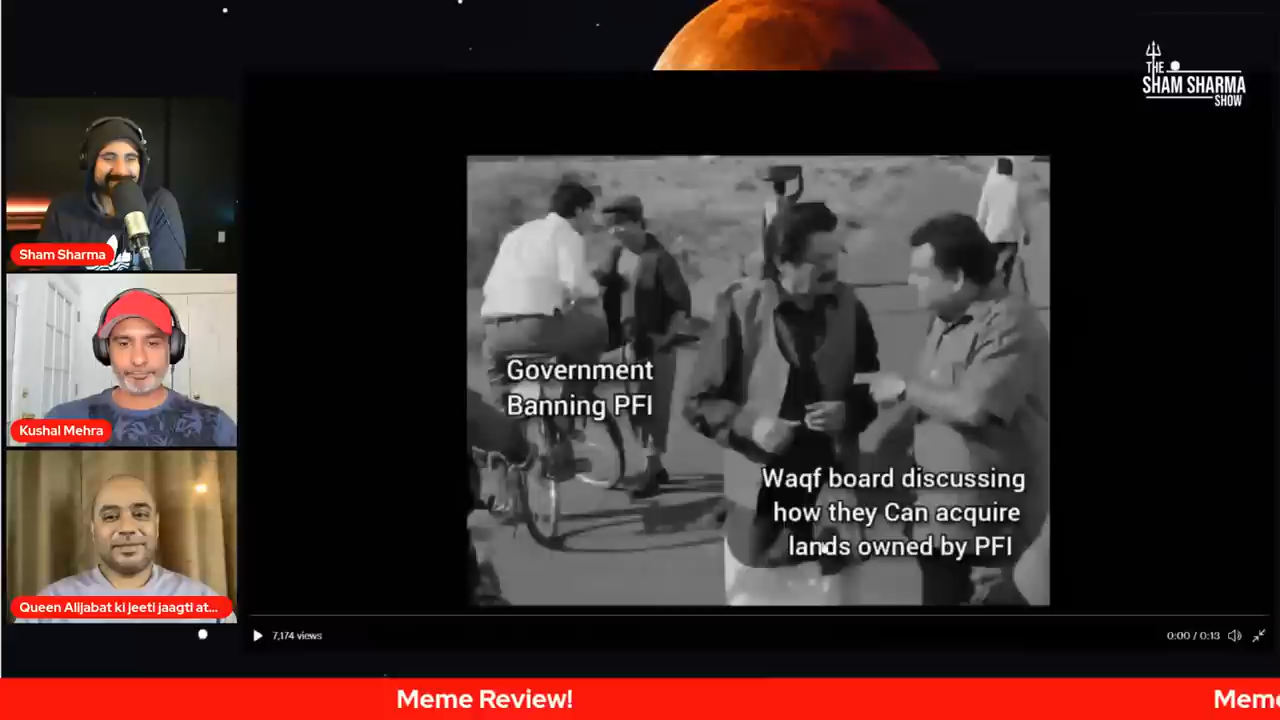 THE
SHAM SHARMA
SHOW
Sham Sharma
Kushal Mehra
Queen Alijabat ki jeeti jaagti at...
Government
Banning PFI
Waqf board discussing
how they Can acquire
lands owned by PFI
7,174 views
0:00 / 0:13
Meme Review!
Meme